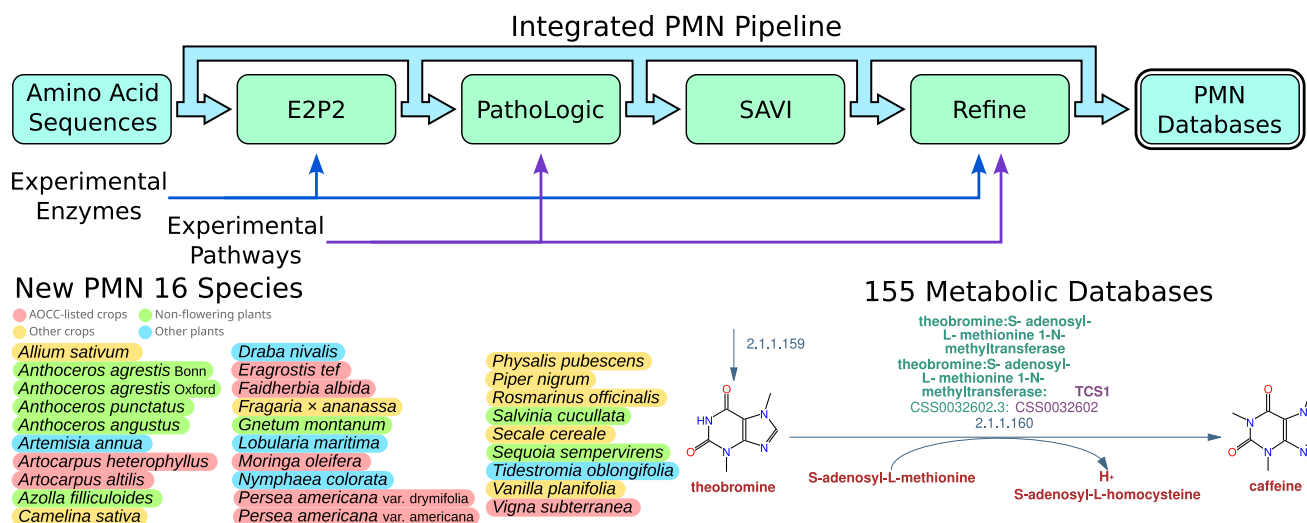 Integrated PMN Pipeline
Amino Acid
Sequences
E2P2
PathoLogic
SAVI
Refine
PMN
Databases
Experimental
Enzymes
Experimental
Pathways
New PMN 16 Species
AOCC-listed crops
Non-flowering plants
Other crops
Other plants
Allium sativum
Anthoceros agrestis Bonn
Anthoceros agrestis Oxford
Anthoceros punctatus
Anthoceros angustus
Artemisia annua
Artocarpus heterophyllus
Artocarpus altilis
Azolla filliculoides
Camelina sativa
Draba nivalis
Eragrostis tef
Faidherbia albida
Fragaria × ananassa
Gnetum montanum
Lobularia maritima
Moringa oleifera
Nymphaea colorata
Persea americana var. drymifolia
Persea americana var. americana
Physalis pubescens
Piper nigrum
Rosmarinus officinalis
Salvinia cucullata
Secale cereale
Sequoia sempervirens
Tidestromia oblongifolia
Vanilla planifolia
Vigna subterranea
155 Metabolic Databases
2.1.1.159
theobromine:S- adenosyl-
L- methionine 1-N-
methyltransferase
theobromine:S- adenosyl-
L- methionine 1-N-
methyltransferase: TCS1
CSS0032602.3: CSS0032602
2.1.1.160
O
HN
N
O
N
N
theobromine
S-adenosyl-L-methionine
H+
S-adenosyl-L-homocysteine
O
N
N
O
N
N
caffeine